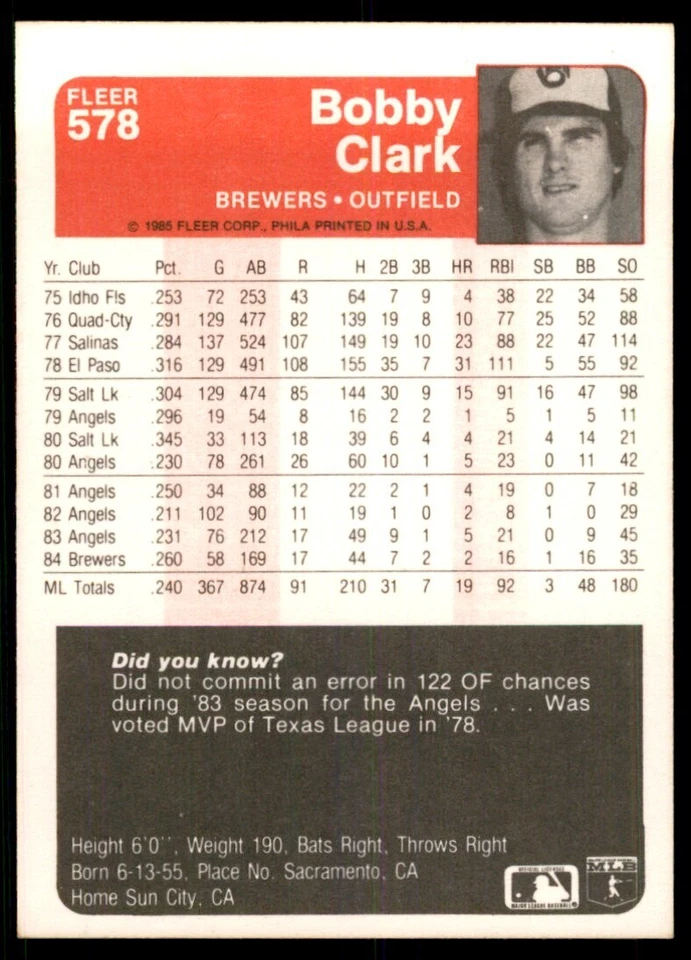 FLEER
578
Bobby
Clark
BREWERS • OUTFIELD
© 1985 FLEER CORP., PHILA PRINTED IN U.S.A.
Yr. Club Pct. G AB R H 2B 3B HR RBI SB BB SO
75 Idho Fls .253 72 253 43 64 7 9 4 38 22 34 58
76 Quad-Cty .291 129 477 82 139 19 8 10 77 25 52 88
77 Salinas .284 137 524 107 149 19 10 23 88 22 47 114
78 El Paso .316 129 491 108 155 35 7 31 111 5 55 92
79 Salt Lk .304 129 474 85 144 30 9 15 91 16 47 98
79 Angels .296 19 54 8 16 2 2 1 5 1 5 11
80 Salt Lk .345 33 113 18 39 6 4 4 21 4 14 21
80 Angels .230 78 261 26 60 10 1 5 23 0 11 42
81 Angels .250 34 88 12 22 2 1 4 19 0 7 18
82 Angels .211 102 90 11 19 1 0 2 8 1 0 29
83 Angels .231 76 212 17 49 9 1 5 21 0 9 45
84 Brewers .260 58 169 17 44 7 2 2 16 1 16 35
ML Totals .240 367 874 91 210 31 7 19 92 3 48 180
Did you know?
Did not commit an error in 122 OF chances
during '83 season for the Angels . . . Was
voted MVP of Texas League in '78.
Height 6'0'', Weight 190, Bats Right, Throws Right
Born 6-13-55, Place No. Sacramento, CA
Home Sun City, CA
OFFICIAL LICENSEE
MAJOR LEAGUE BASEBALL
MLB